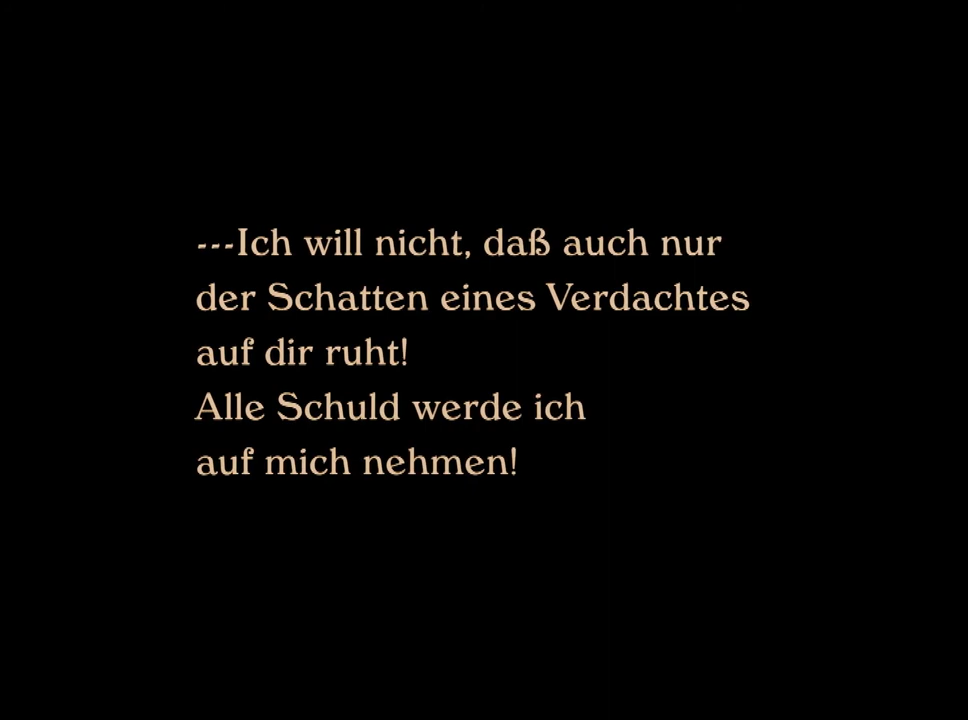 ---Ich will nicht, daß auch nur
der Schatten eines Verdachtes
auf dir ruht!
Alle Schuld werde ich
auf mich nehmen!